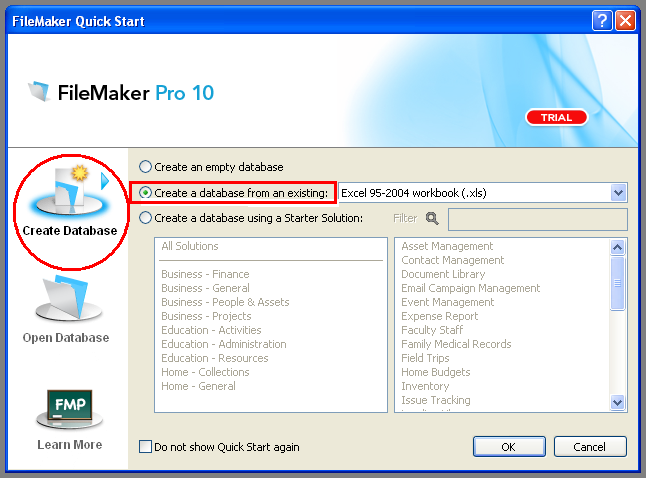 FileMaker Quick Start
FileMaker Pro 10
TRIAL
Create Database
Open Database
FMP
Learn More
Create an empty database
Create a database from an existing: Excel 95-2004 workbook (.xls)
Create a database using a Starter Solution: Filter
All Solutions
Business - Finance
Business - General
Business - People & Assets
Business - Projects
Education - Activities
Education - Administration
Education - Resources
Home - Collections
Home - General
Asset Management
Contact Management
Document Library
Email Campaign Management
Event Management
Expense Report
Faculty Staff
Family Medical Records
Field Trips
Home Budgets
Inventory
Issue Tracking
Do not show Quick Start again
OK
Cancel